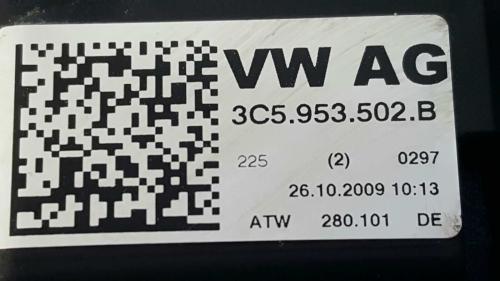 VW AG
3C5.953.502.B
225 (2) 0297
26.10.2009 10:13
ATW 280.101 DE